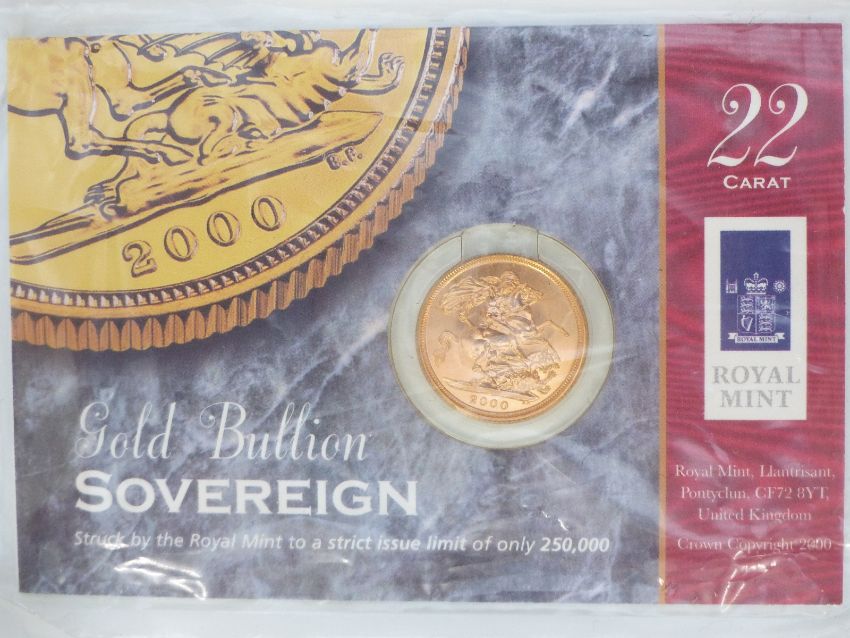 B.P.
2000
2000
Gold Bullion
SOVEREIGN
Struck by the Royal Mint to a strict issue limit of only 250,000
22
CARAT
ROYAL MINT
ROYAL
MINT
Royal Mint, Llantrisant,
Pontyclun, CF72 8YT,
United Kingdom
Crown Copyright 2000